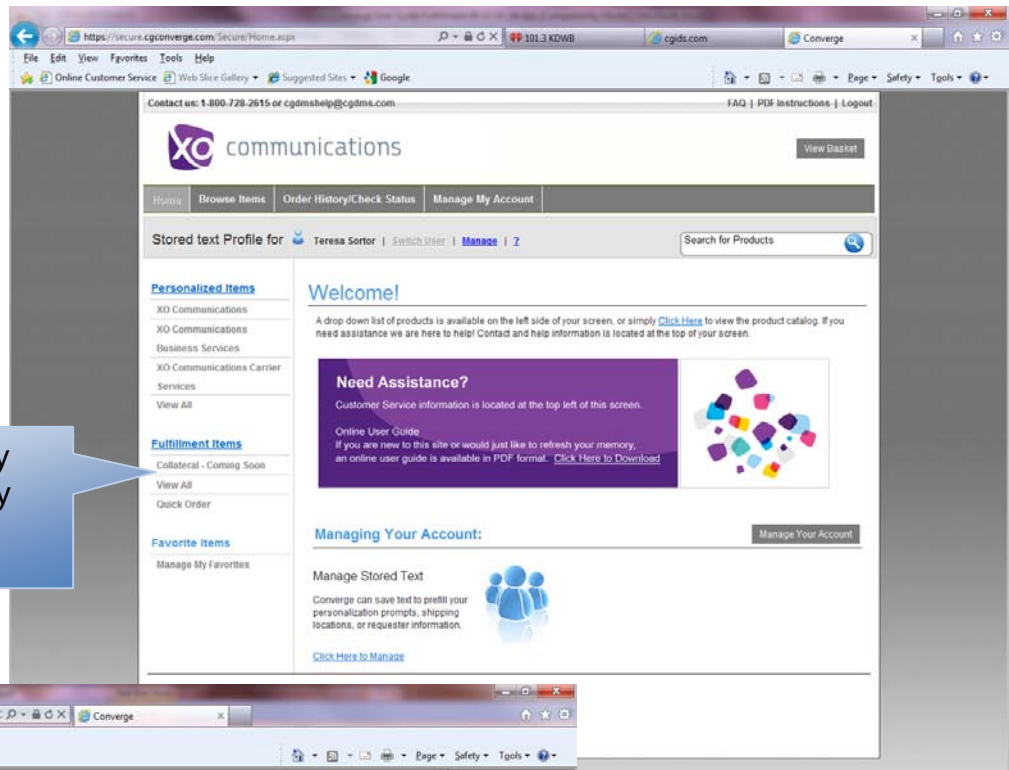 https://secure.cgconverge.com/Secure/Home.aspx
101.3 KDWB
cgids.com
Converge
File Edit View Favorites Tools Help
Online Customer Service Web Slice Gallery Suggested Sites Google
Page Safety Tools
Contact us: 1-800-728-2615 or cgdmshelp@cgdms.com
FAQ | PDF Instructions | Logout
XO communications
View Basket
Home Browse Items Order History/Check Status Manage My Account
Stored text Profile for Teresa Sortor | Switch User | Manage | ?
Search for Products
Personalized Items
XO Communications
XO Communications
Business Services
XO Communications Carrier
Services
View All
Fulfillment Items
Collateral - Coming Soon
View All
Quick Order
Favorite Items
Manage My Favorites
Welcome!
A drop down list of products is available on the left side of your screen, or simply Click Here to view the product catalog. If you
need assistance we are here to help! Contact and help information is located at the top of your screen.
Need Assistance?
Customer Service information is located at the top left of this screen.
Online User Guide
If you are new to this site or would just like to refresh your memory,
an online user guide is available in PDF format. Click Here to Download
Managing Your Account:
Manage Your Account
Manage Stored Text
Converge can save text to prefill your
personalization prompts, shipping
locations, or requester information.
Click Here to Manage
y
y
Converge
Page Safety Tools